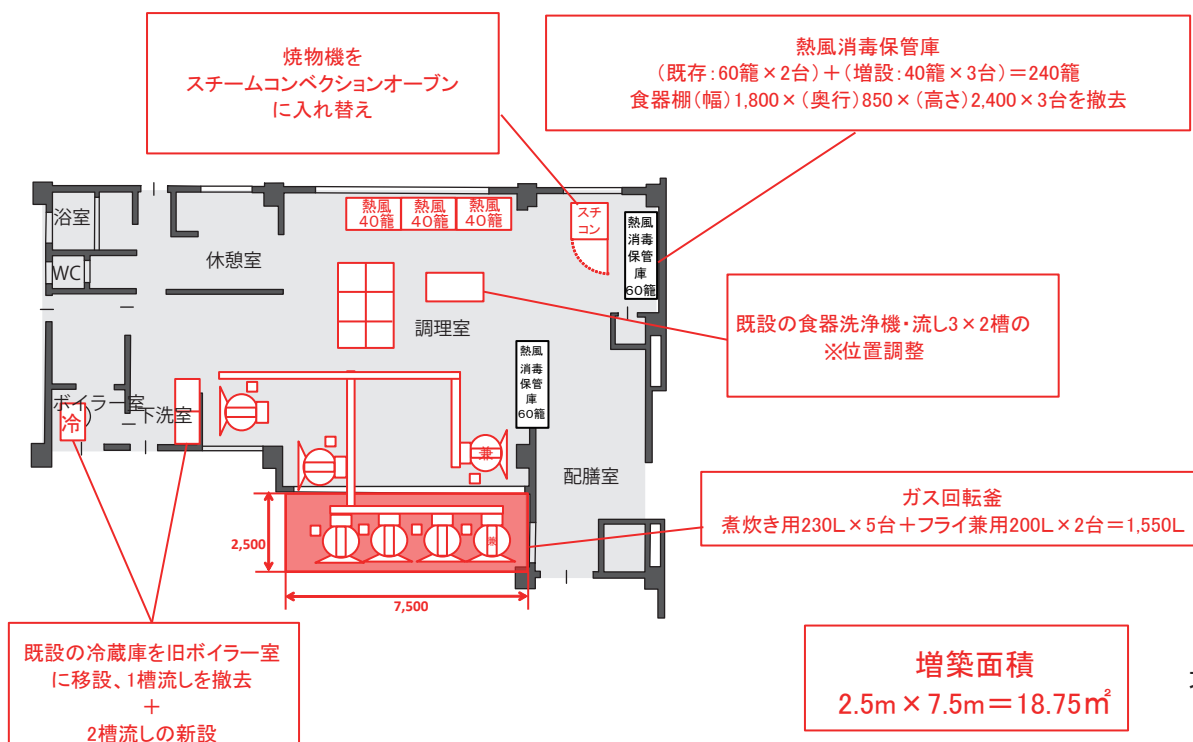 焼物機を
スチームコンベクションオーブン
に入れ替え
熱風消毒保管庫
(既存:60籠×2台)+(増設:40籠×3台)=240籠
食器棚(幅)1,800×(奥行)850×(高さ)2,400×3台を撤去
浴室
WC
休憩室
熱風
40籠
熱風
40籠
熱風
40籠
スチ
コン
熱風
消毒
保管
庫
60籠
調理室
既設の食器洗浄機・流し3×2槽の
※位置調整
熱風
消毒
保管
庫
60籠
ボイラー室
冷
下洗室
兼
配膳室
ガス回転釜
煮炊き用230L×5台+フライ兼用200L×2台=1,550L
兼
2,500
7,500
既設の冷蔵庫を旧ボイラー室
に移設、1槽流しを撤去
+
2槽流しの新設
増築面積
2.5m×7.5m=18.75㎡